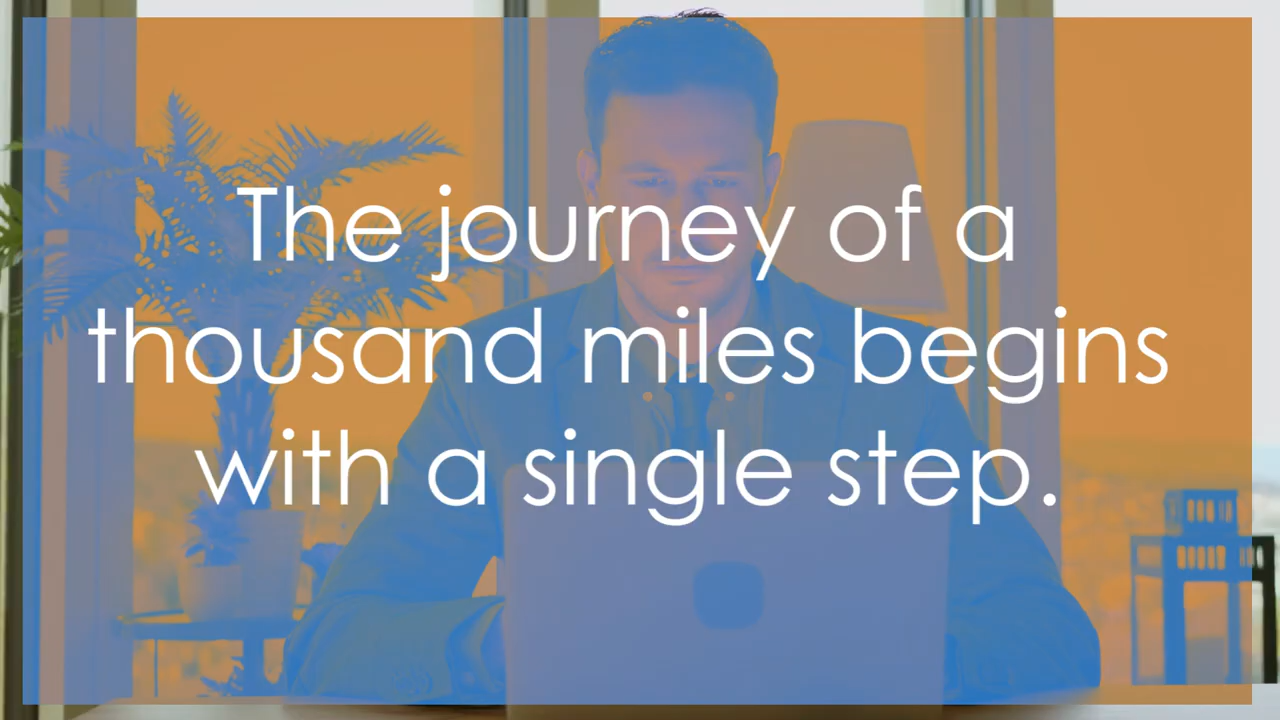 The journey of a
thousand miles begins
with a single step.